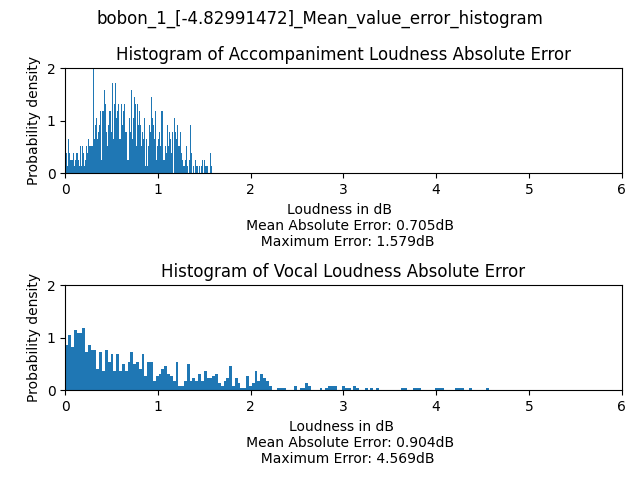 bobon_1_[-4.82991472]_Mean_value_error_histogram
Histogram of Accompaniment Loudness Absolute Error
Probability density
2
1
0
0 1 2 3 4 5 6
Loudness in dB
Mean Absolute Error: 0.705dB
Maximum Error: 1.579dB
Histogram of Vocal Loudness Absolute Error
Probability density
2
1
0
0 1 2 3 4 5 6
Loudness in dB
Mean Absolute Error: 0.904dB
Maximum Error: 4.569dB